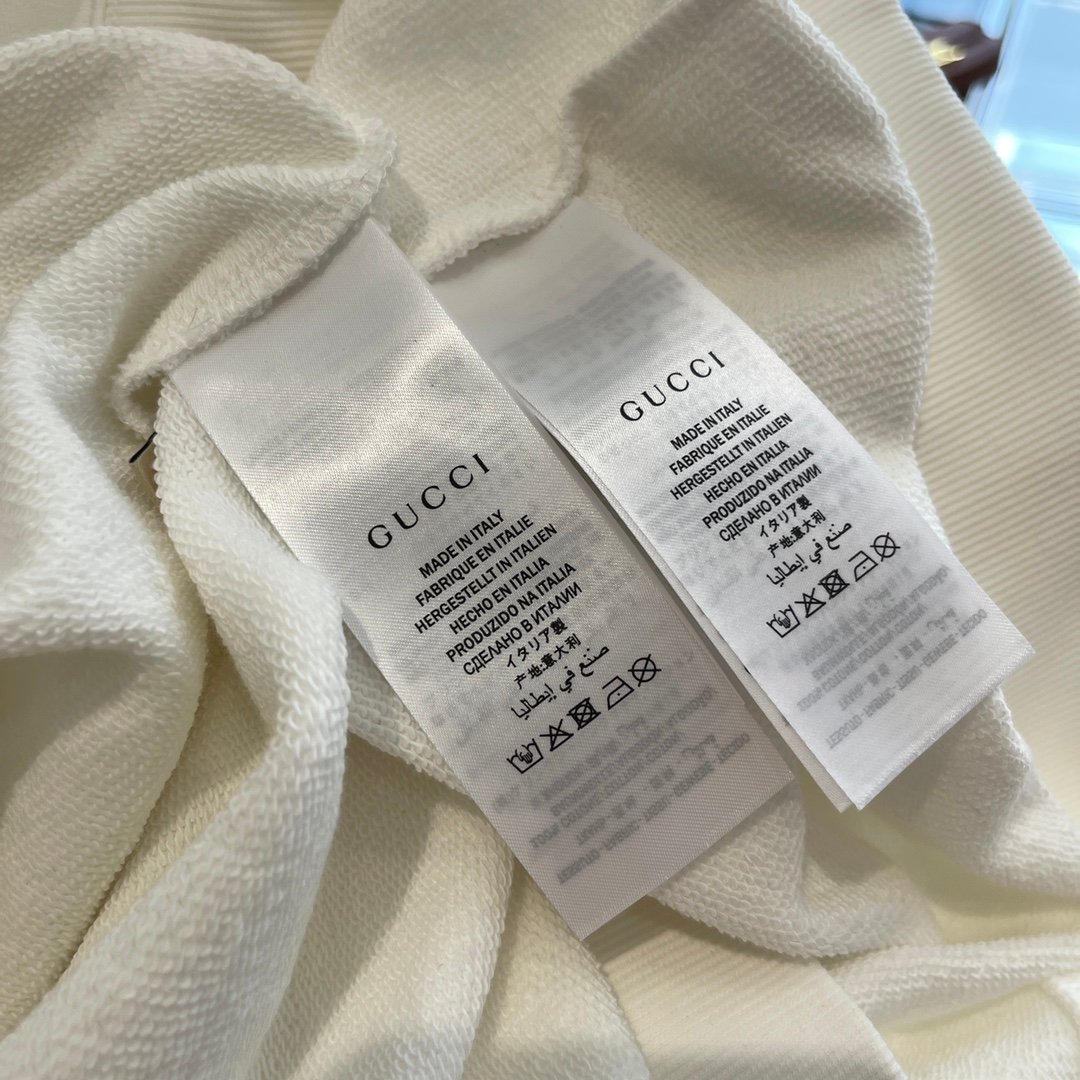 GUCCI
MADE IN ITALY
FABRIQUE EN ITALIE
HERGESTELLT IN ITALIEN
HECHO EN ITALIA
PRODUZIDO NA ITALIA
СДЕЛАНО В ИТАЛИИ
イタリア製
产地:意大利
صنع في إيطاليا
GUCCI
MADE IN ITALY
FABRIQUE EN ITALIE
HERGESTELLT IN ITALIEN
HECHO EN ITALIA
PRODUZIDO NA ITALIA
СДЕЛАНО В ИТАЛИИ
イタリア製
产地:意大利
صنع في إيطاليا